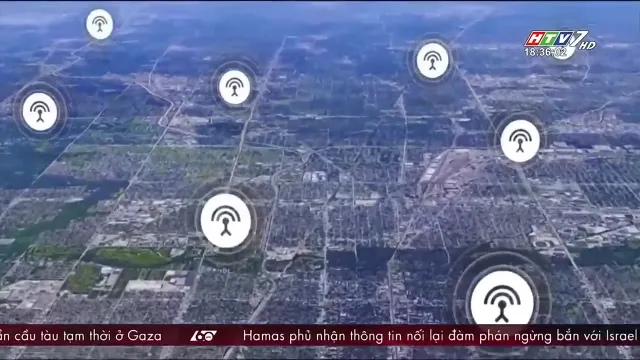 HTV7 HD
18:36:02
ần cầu tàu tạm thời ở Gaza 60 Hamas phủ nhận thông tin nối lại đàm phán ngừng bắn với Israel